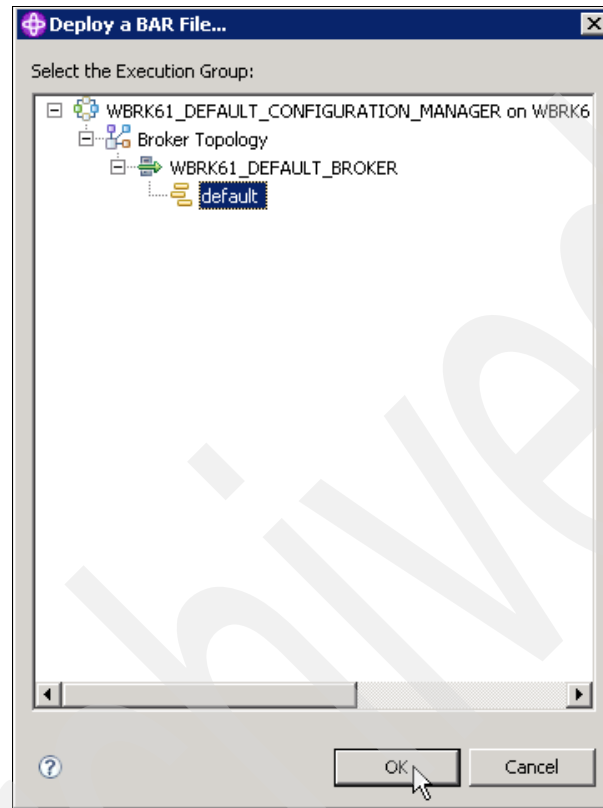 Deploy a BAR File...
Select the Execution Group:
WBRK61_DEFAULT_CONFIGURATION_MANAGER on WBRK6
Broker Topology
WBRK61_DEFAULT_BROKER
default
OK
Cancel